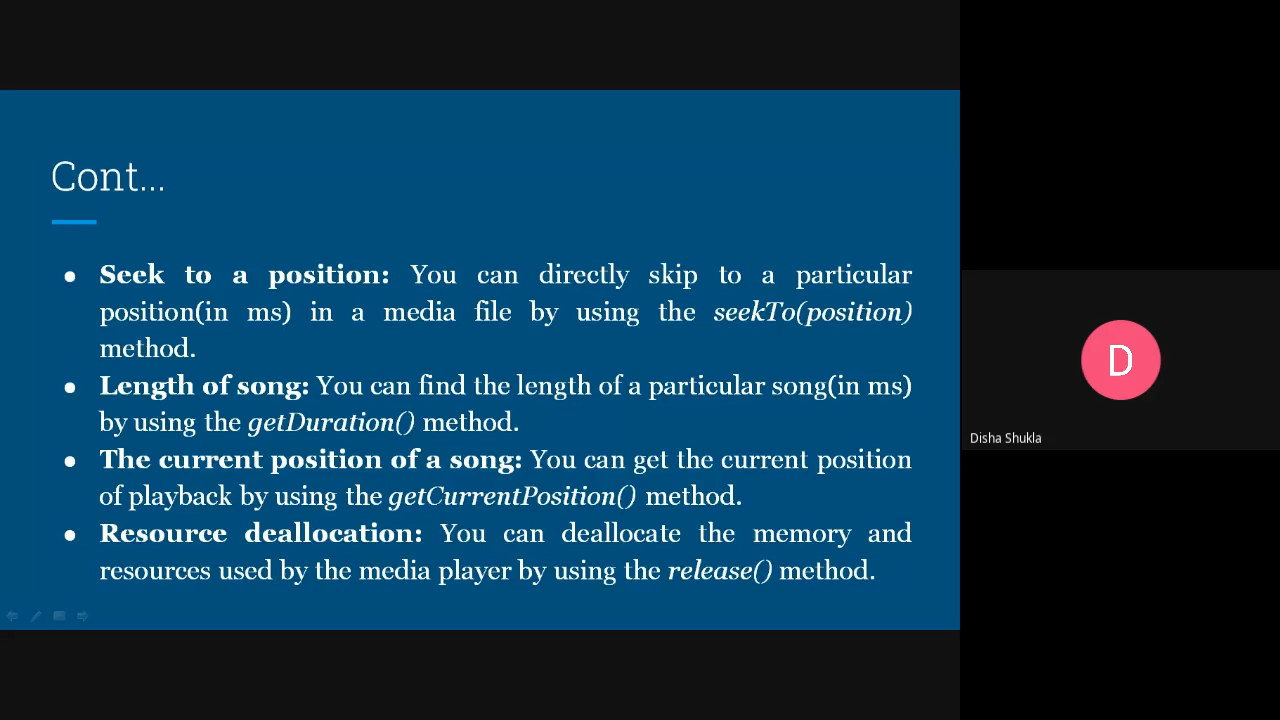 Cont...
● Seek to a position: You can directly skip to a particular
position(in ms) in a media file by using the seekTo(position)
method.
● Length of song: You can find the length of a particular song(in ms)
by using the getDuration() method.
● The current position of a song: You can get the current position
of playback by using the getCurrentPosition() method.
● Resource deallocation: You can deallocate the memory and
resources used by the media player by using the release() method.
D
Disha Shukla